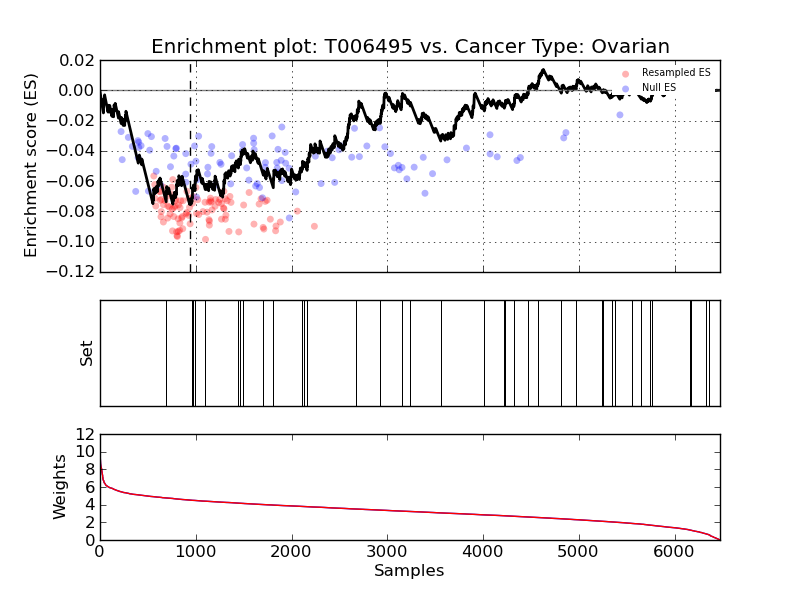 Enrichment plot: T006495 vs. Cancer Type: Ovarian
0.02
0.00
−0.02
−0.04
−0.06
−0.08
−0.10
−0.12
Enrichment score (ES)
Resampled ES
Null ES
Set
12
10
8
6
4
2
0
Weights
0 1000 2000 3000 4000 5000 6000
Samples